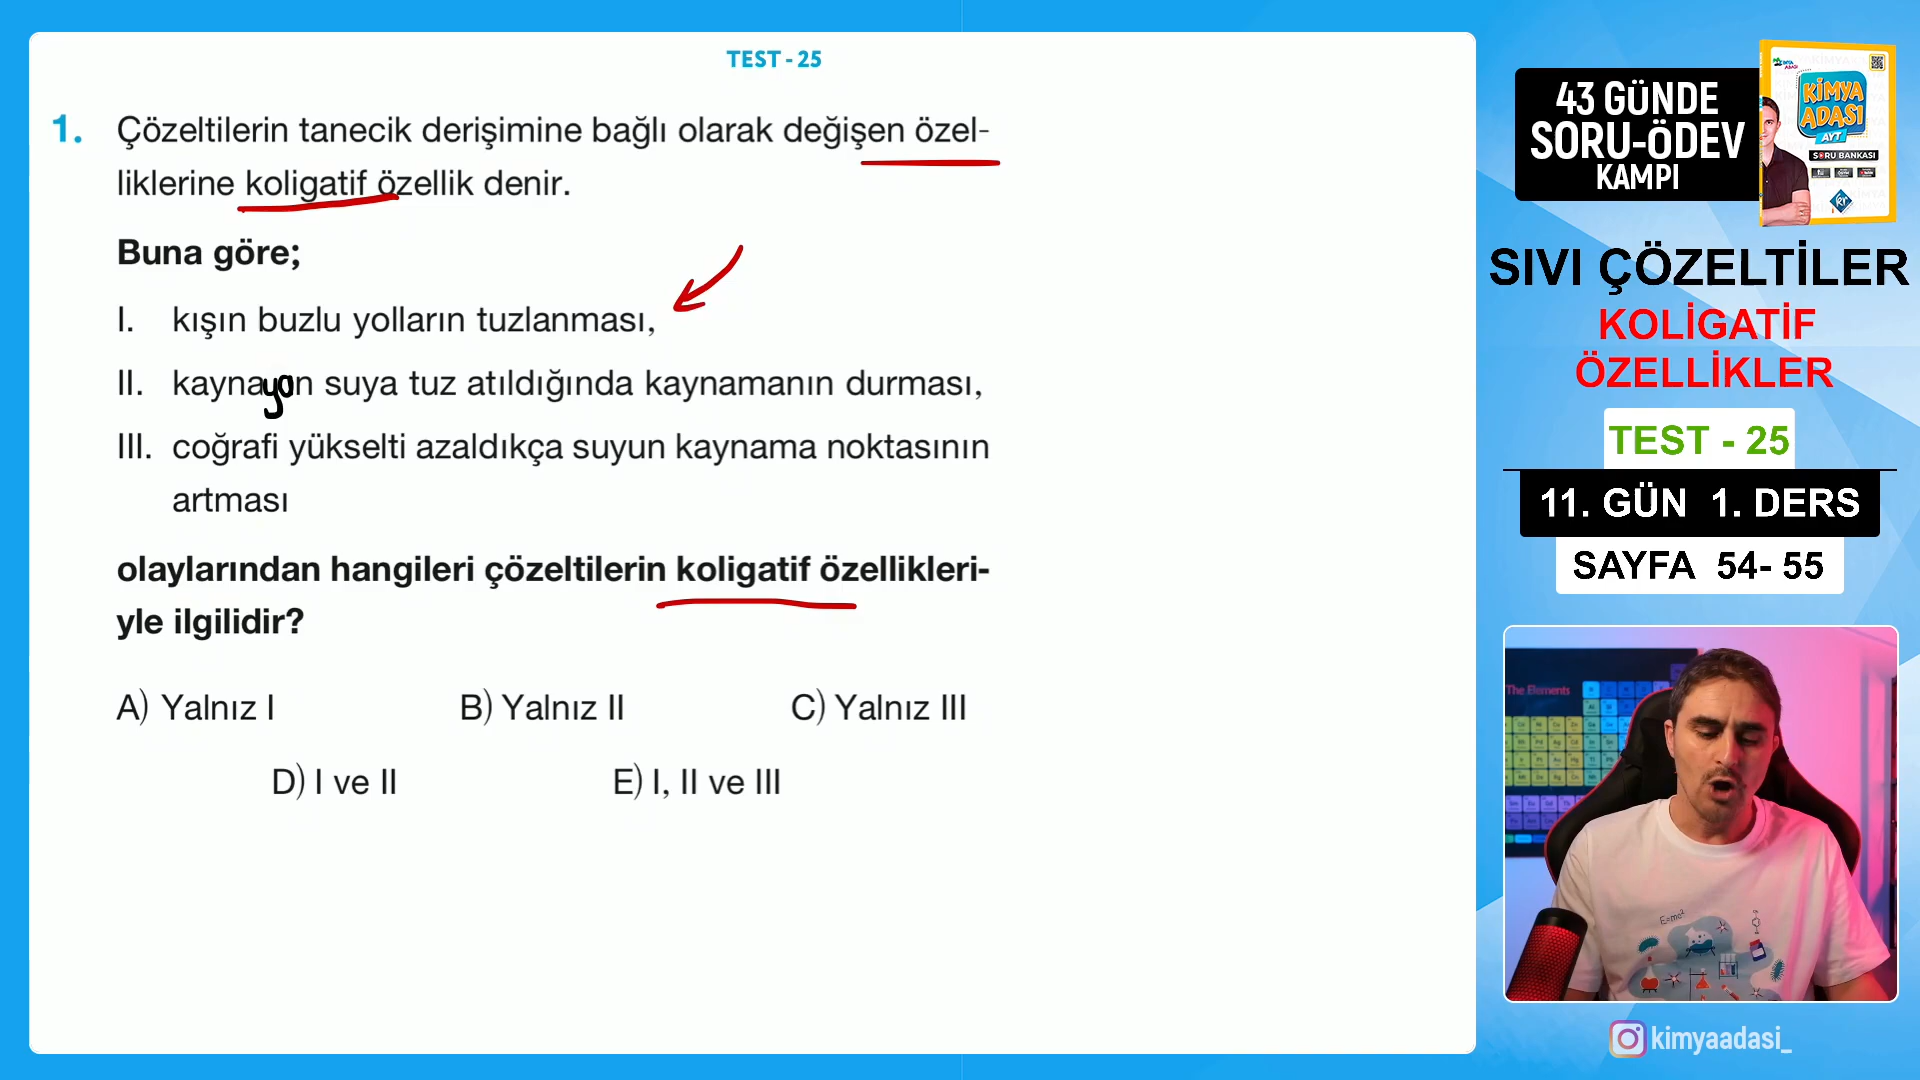 TEST - 25
1. Çözeltilerin tanecik derişimine bağlı olarak değişen özel-
liklerine koligatif özellik denir.
Buna göre;
I. kışın buzlu yolların tuzlanması,
II. kaynayan suya tuz atıldığında kaynamanın durması,
III. coğrafi yükselti azaldıkça suyun kaynama noktasının
artması
olaylarından hangileri çözeltilerin koligatif özellikleri-
yle ilgilidir?
A) Yalnız I B) Yalnız II C) Yalnız III
D) I ve II E) I, II ve III
43 GÜNDE
SORU-ÖDEV
KAMPI
KİMYA
ADASI
AYT
SORU BANKASI
SIVI ÇÖZELTİLER
KOLİGATİF
ÖZELLİKLER
TEST - 25
11. GÜN 1. DERS
SAYFA 54- 55
The Elements
E=mc²
kimyaadasi_